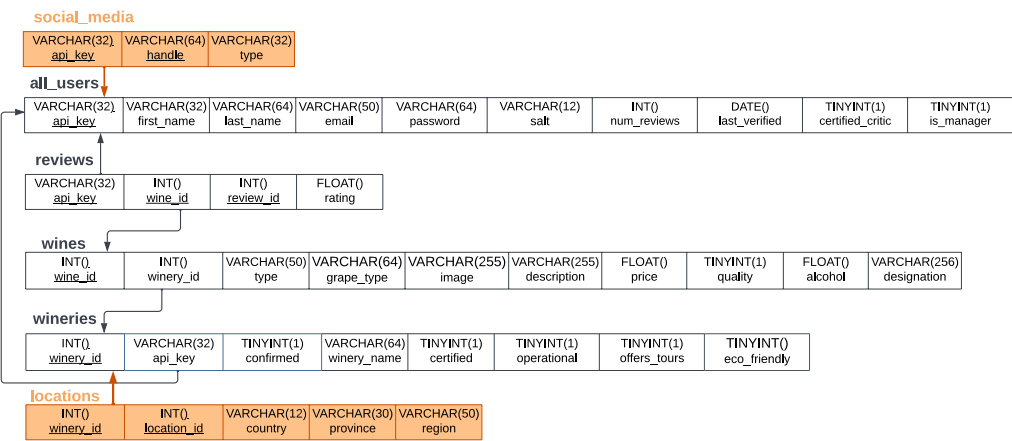 social_media
VARCHAR(32) VARCHAR(64) VARCHAR(32)
api_key handle type
all_users
VARCHAR(32) VARCHAR(32) VARCHAR(64) VARCHAR(50) VARCHAR(64) VARCHAR(12) INT() DATE() TINYINT(1) TINYINT(1)
api_key first_name last_name email password salt num_reviews last_verified certified_critic is_manager
reviews
VARCHAR(32) INT() INT() FLOAT()
api_key wine_id review_id rating
wines
INT() INT() VARCHAR(50) VARCHAR(64) VARCHAR(255) VARCHAR(255) FLOAT() TINYINT(1) FLOAT() VARCHAR(256)
wine_id winery_id type grape_type image description price quality alcohol designation
wineries
INT() VARCHAR(32) TINYINT(1) VARCHAR(64) TINYINT(1) TINYINT(1) TINYINT(1) TINYINT()
winery_id api_key confirmed winery_name certified operational offers_tours eco_friendly
locations
INT() INT() VARCHAR(12) VARCHAR(30) VARCHAR(50)
winery_id location_id country province region